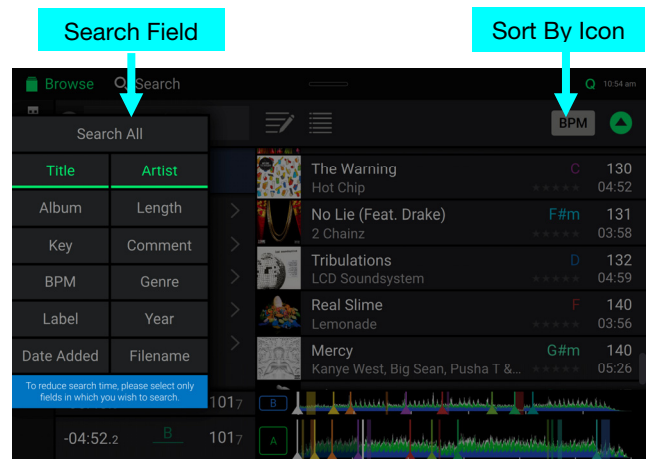 Search Field
Sort By Icon
Browse
Search
Q
10:54 am
Search All
BPM
Title
Artist
The Warning
C
130
Hot Chip
04:52
Album
Length
No Lie (Feat. Drake)
F#m
131
2 Chainz
03:58
Key
Comment
Tribulations
D
132
LCD Soundsystem
04:59
BPM
Genre
Real Slime
F
140
Lemonade
03:56
Label
Year
Mercy
G#m
140
Kanye West, Big Sean, Pusha T &...
05:26
Date Added
Filename
To reduce search time, please select only
fields in which you wish to search.
1017
B
-04:52.2
B
1017
A